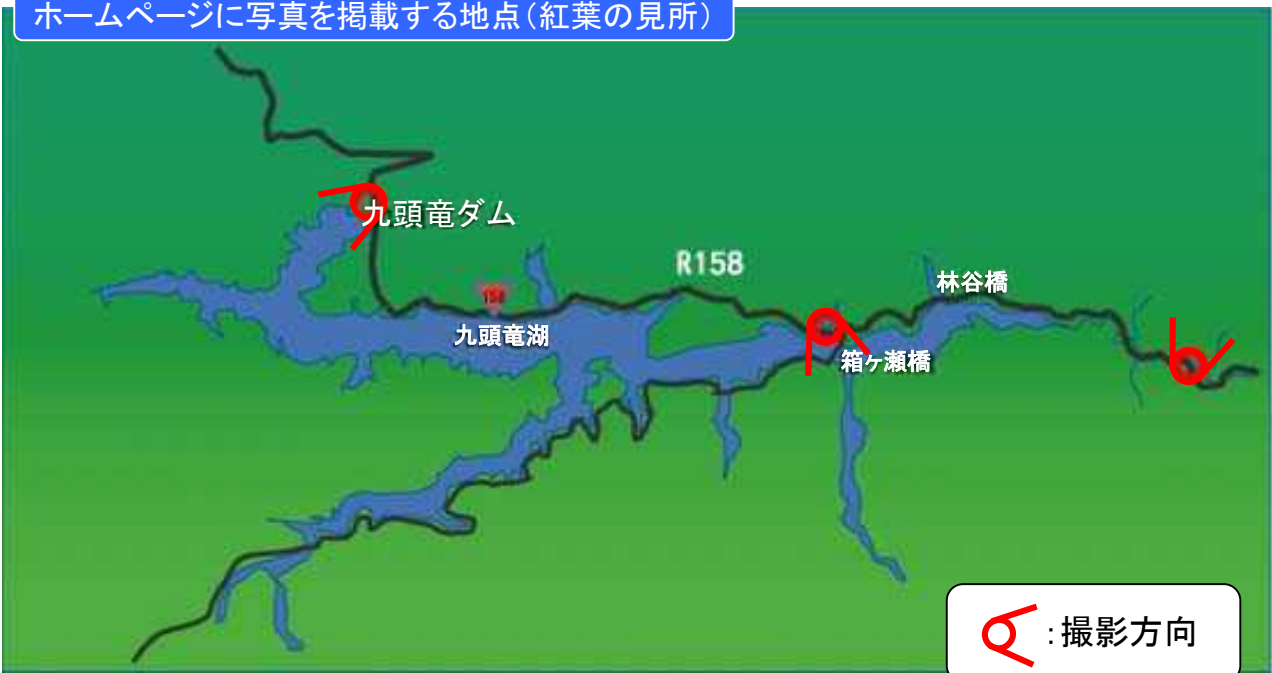 ホームページに写真を掲載する地点(紅葉の見所)
九頭竜ダム
R158
林谷橋
158
九頭竜湖
箱ヶ瀬橋
:撮影方向